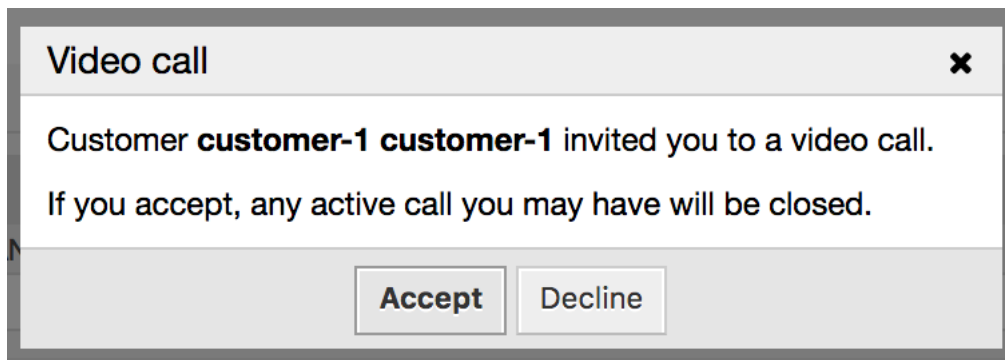 Video call
Customer customer-1 customer-1 invited you to a video call.
If you accept, any active call you may have will be closed.
Accept Decline